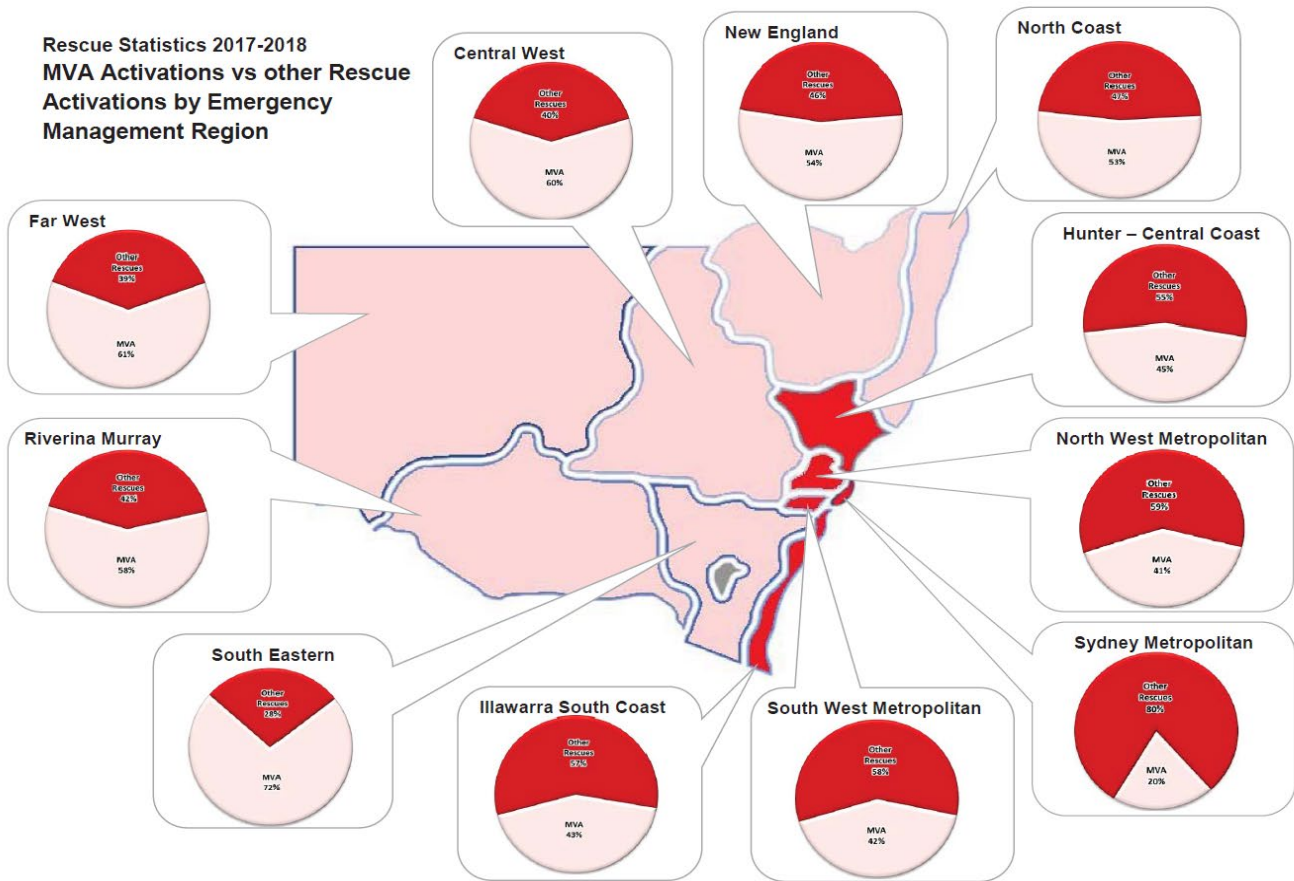 Rescue Statistics 2017-2018
MVA Activations vs other Rescue
Activations by Emergency
Management Region
Central West
Other
Rescues
40%
MVA
60%
New England
Other
Rescues
46%
MVA
54%
North Coast
Other
Rescues
47%
MVA
53%
Far West
Other
Rescues
39%
MVA
61%
Hunter – Central Coast
Other
Rescues
55%
MVA
45%
Riverina Murray
Other
Rescues
42%
MVA
58%
North West Metropolitan
Other
Rescues
59%
MVA
41%
South Eastern
Other
Rescues
28%
MVA
72%
Illawarra South Coast
Other
Rescues
57%
MVA
43%
South West Metropolitan
Other
Rescues
58%
MVA
42%
Sydney Metropolitan
Other
Rescues
80%
MVA
20%